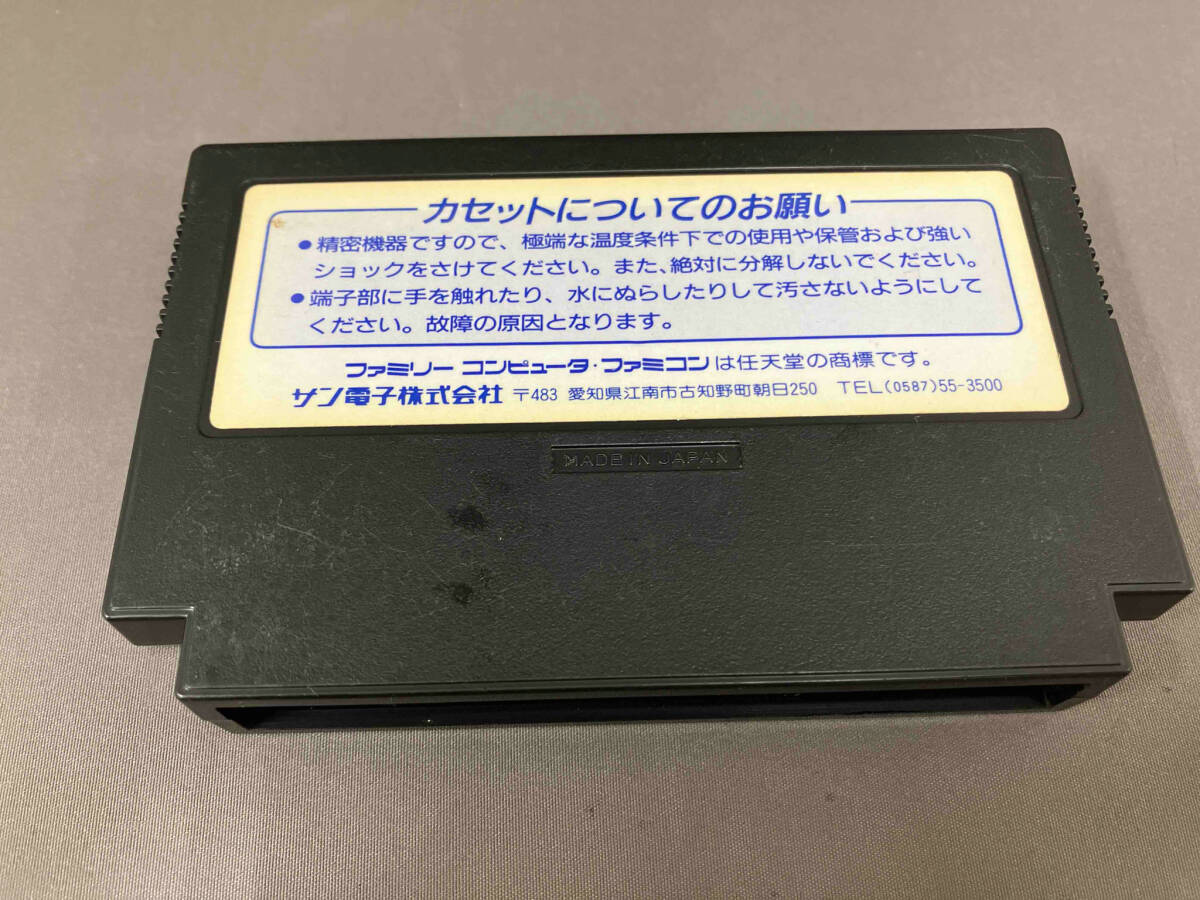 カセットについてのお願い
●精密機器ですので、極端な温度条件下での使用や保管および強い
ショックをさけてください。また、絶対に分解しないでください。
●端子部に手を触れたり、水にぬらしたりして汚さないようにして
ください。故障の原因となります。
ファミリー コンピュータ・ファミコンは任天堂の商標です。
サン電子株式会社 〒483 愛知県江南市古知野町朝日250 TEL(0587)55-3500
MADE IN JAPAN